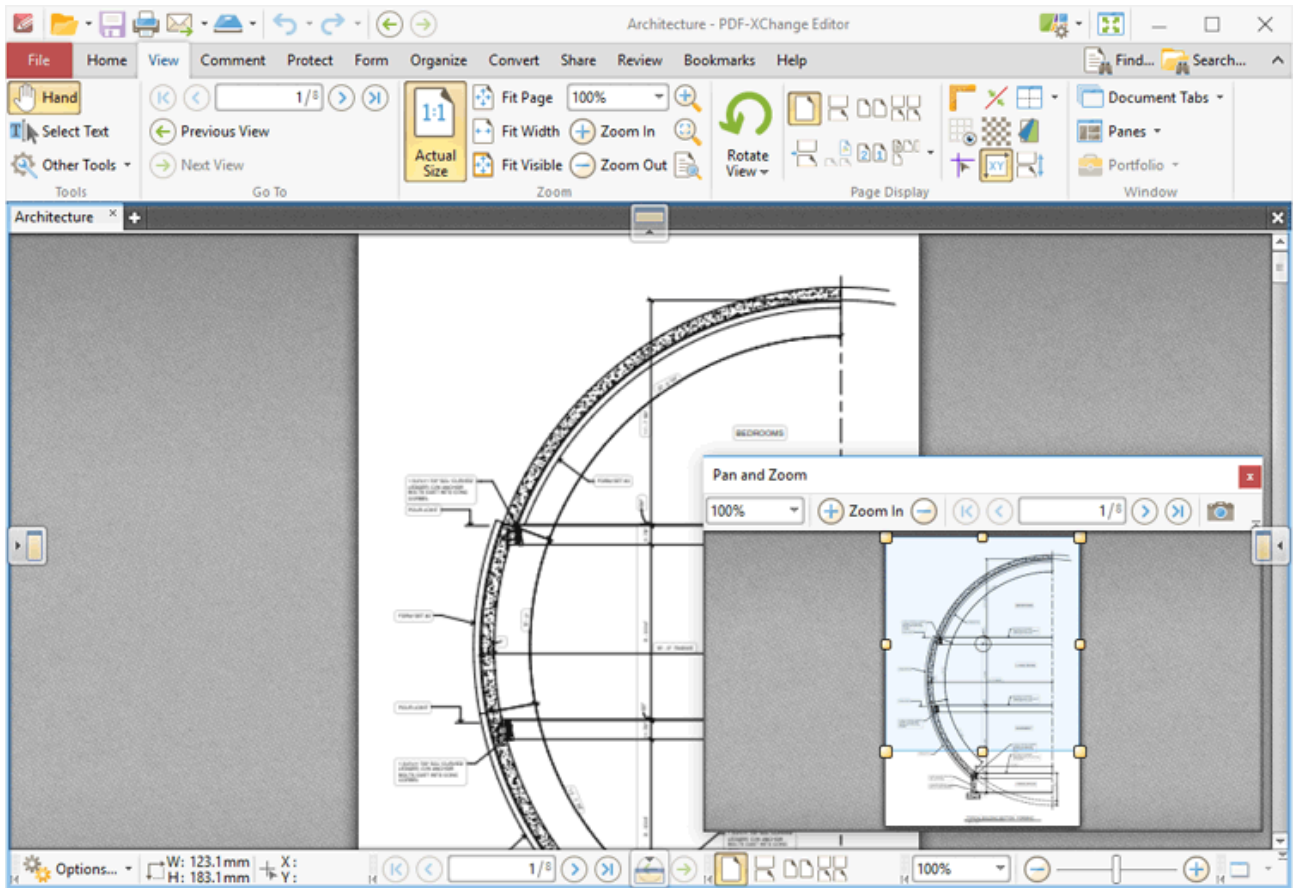 Architecture - PDF-XChange Editor
File Home View Comment Protect Form Organize Convert Share Review Bookmarks Help Find... Search...
Hand 1/8 Fit Page 100% Document Tabs
Select Text Previous View 1:1 Fit Width Zoom In Panes
Other Tools Next View Actual Size Fit Visible Zoom Out Rotate View 2 1 XY Portfolio
Tools Go To Zoom Page Display Window
Architecture
BEDROOMS
Pan and Zoom
100% Zoom In 1/8
Options... W: 123.1mm X: 1/8 100%
H: 183.1mm Y: